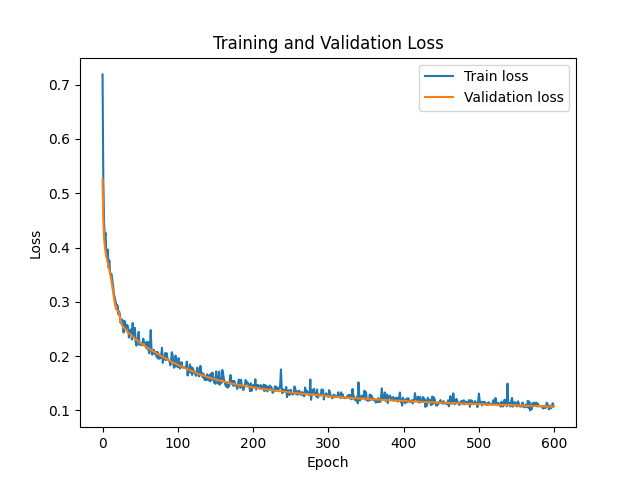 Training and Validation Loss
Train loss
Validation loss
Loss
0.7
0.6
0.5
0.4
0.3
0.2
0.1
0 100 200 300 400 500 600
Epoch